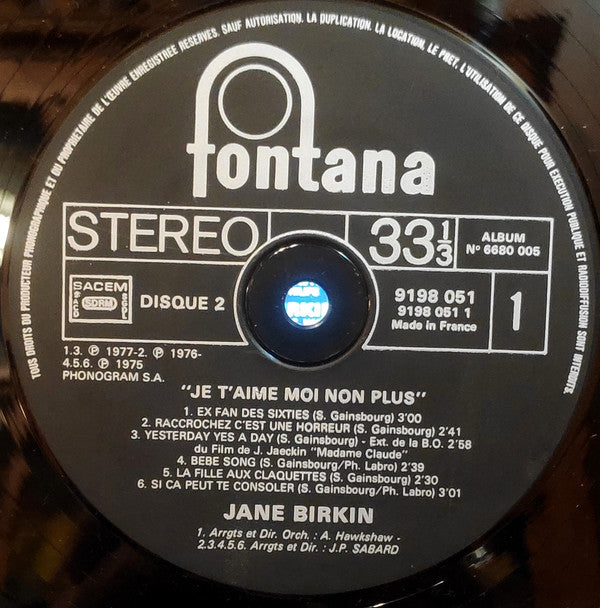 TOUS DROITS DU PRODUCTEUR PHONOGRAPHIQUE ET DU PROPRIETAIRE DE L'ŒUVRE ENREGISTREE RESERVES. SAUF AUTORISATION, LA DUPLICATION, LA LOCATION, LE PRET, L'UTILISATION DE CE DISQUE POUR EXECUTION PUBLIQUE ET RADIODIFFUSION SONT INTERDITS.
fontana
STEREO
33 1/3
ALBUM
N° 6680 005
SACEM
SACD
SDRM
SGDL
DISQUE 2
9198 051
9198 051 1
Made in France
1
1.3. ℗ 1977-2. ℗ 1976-
4.5.6. ℗ 1975
PHONOGRAM S.A.
"JE T'AIME MOI NON PLUS"
1. EX FAN DES SIXTIES (S. Gainsbourg) 3'00
2. RACCROCHEZ C'EST UNE HORREUR (S. Gainsbourg) 2'41
3. YESTERDAY YES A DAY (S. Gainsbourg) - Ext. de la B.O. 2'58
du Film de J. Jaeckin "Madame Claude"
4. BEBE SONG (S. Gainsbourg/Ph. Labro) 2'39
5. LA FILLE AUX CLAQUETTES (S. Gainsbourg) 2'30
6. SI CA PEUT TE CONSOLER (S. Gainsbourg/Ph. Labro) 3'01
JANE BIRKIN
1. Arrgts et Dir. Orch. : A. Hawkshaw -
2.3.4.5.6. Arrgts et Dir. : J.P. SABARD